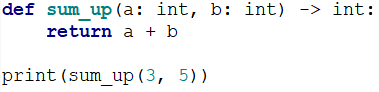 def sum_up(a: int, b: int) -> int:
    return a + b

print(sum_up(3, 5))